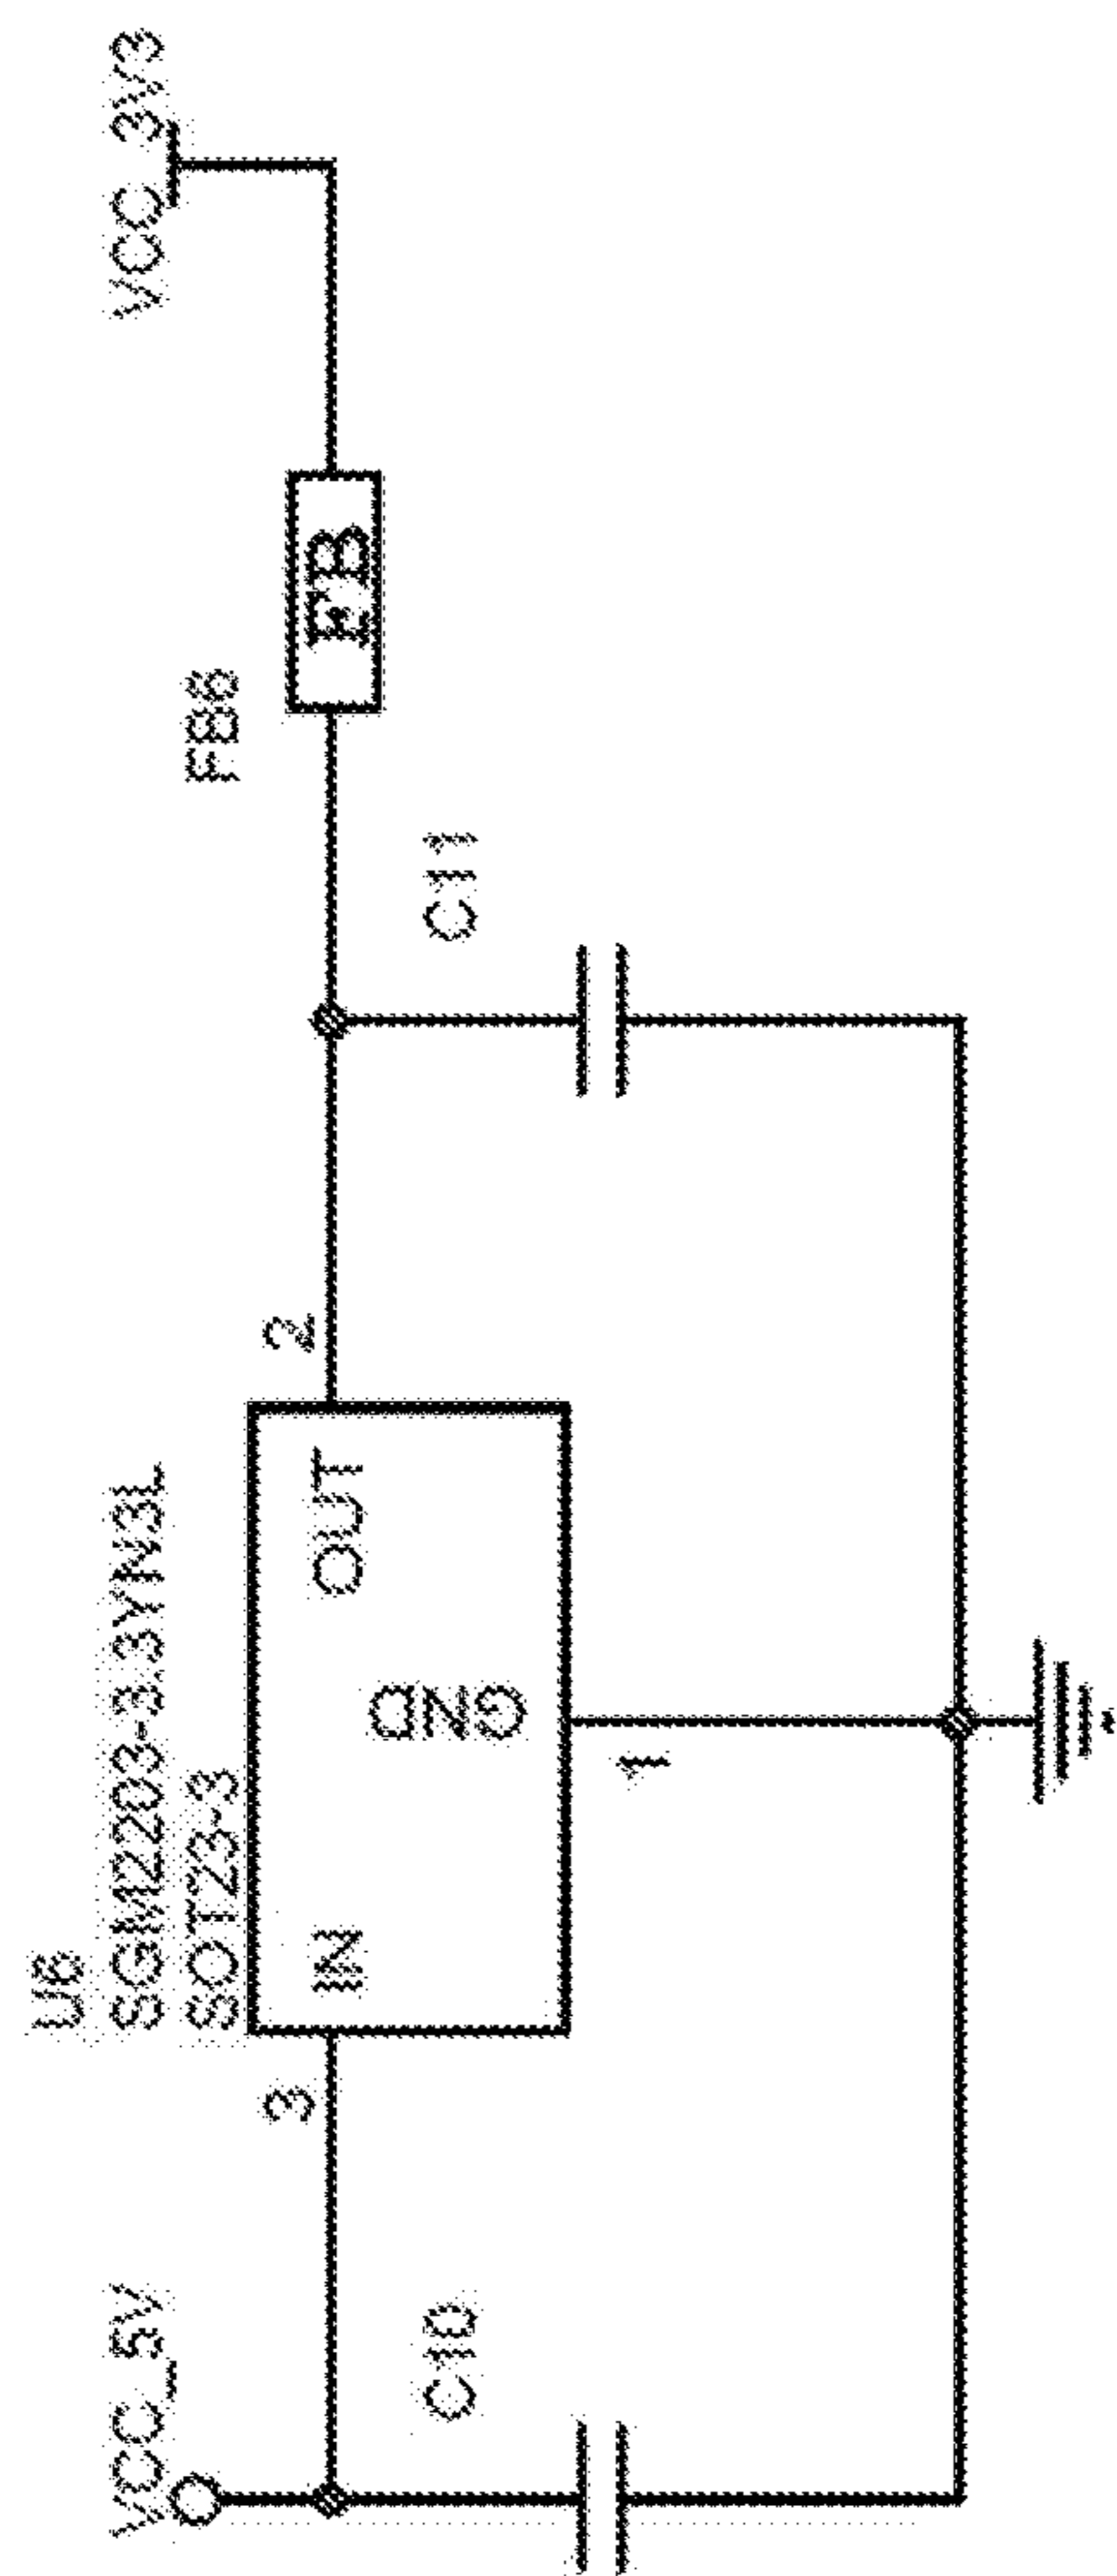 VCC_5V
C10
3
U6
SGM2203-3.3YN3L
SOT23-3
IN
GND
OUT
1
2
C11
FB6
FB
VCC_3V3